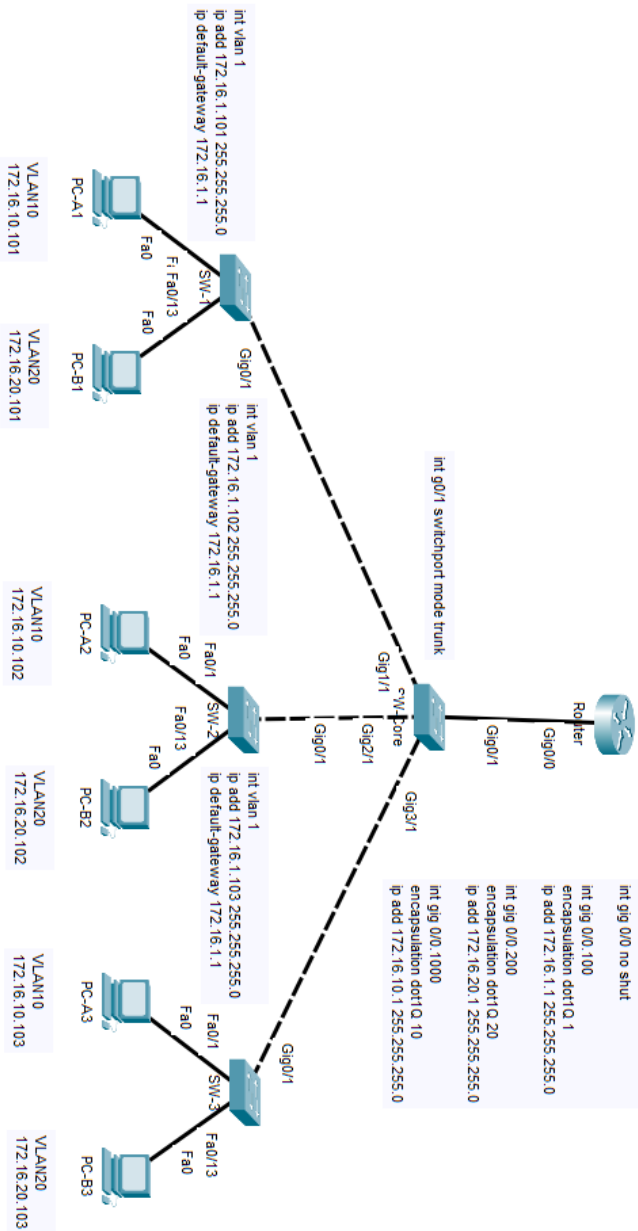 Router
Gig0/0
int gig 0/0 no shut
int gig 0/0.100
encapsulation dot1Q 1
ip add 172.16.1.1 255.255.255.0
int gig 0/0.200
encapsulation dot1Q 20
ip add 172.16.20.1 255.255.255.0
int gig 0/0.1000
encapsulation dot1Q 10
ip add 172.16.10.1 255.255.255.0
Gig0/1
int g0/1 switchport mode trunk
SW-Core
Gig1/1
Gig2/1
Gig3/1
int vlan 1
ip add 172.16.1.101 255.255.255.0
ip default-gateway 172.16.1.1
Gig0/1
SW-1
Fa0/13
Fa0
Fa0
PC-A1
PC-B1
VLAN10
172.16.10.101
VLAN20
172.16.20.101
int vlan 1
ip add 172.16.1.102 255.255.255.0
ip default-gateway 172.16.1.1
Gig0/1
SW-2
Fa0/1
Fa0/13
Fa0
Fa0
PC-A2
PC-B2
VLAN10
172.16.10.102
VLAN20
172.16.20.102
int vlan 1
ip add 172.16.1.103 255.255.255.0
ip default-gateway 172.16.1.1
Gig0/1
SW-3
Fa0/1
Fa0/13
Fa0
Fa0
PC-A3
PC-B3
VLAN10
172.16.10.103
VLAN20
172.16.20.103